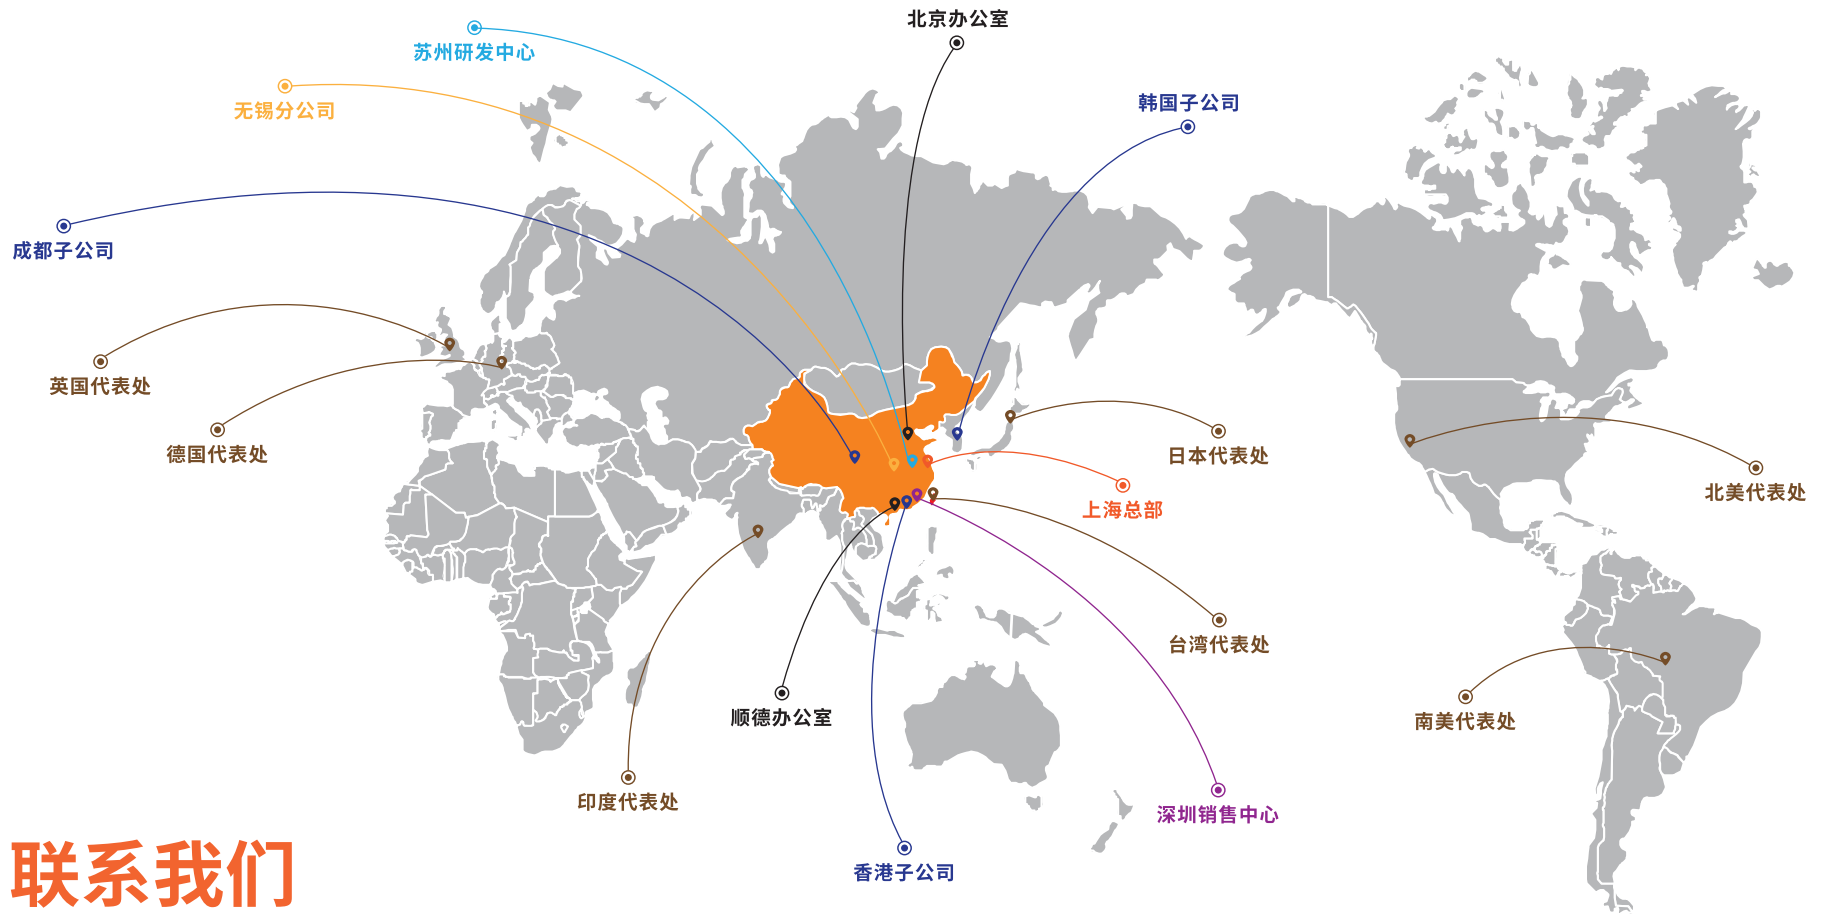 北京办公室
苏州研发中心
无锡分公司
韩国子公司
成都子公司
英国代表处
德国代表处
日本代表处
北美代表处
上海总部
台湾代表处
顺德办公室
南美代表处
印度代表处
深圳销售中心
香港子公司
联系我们